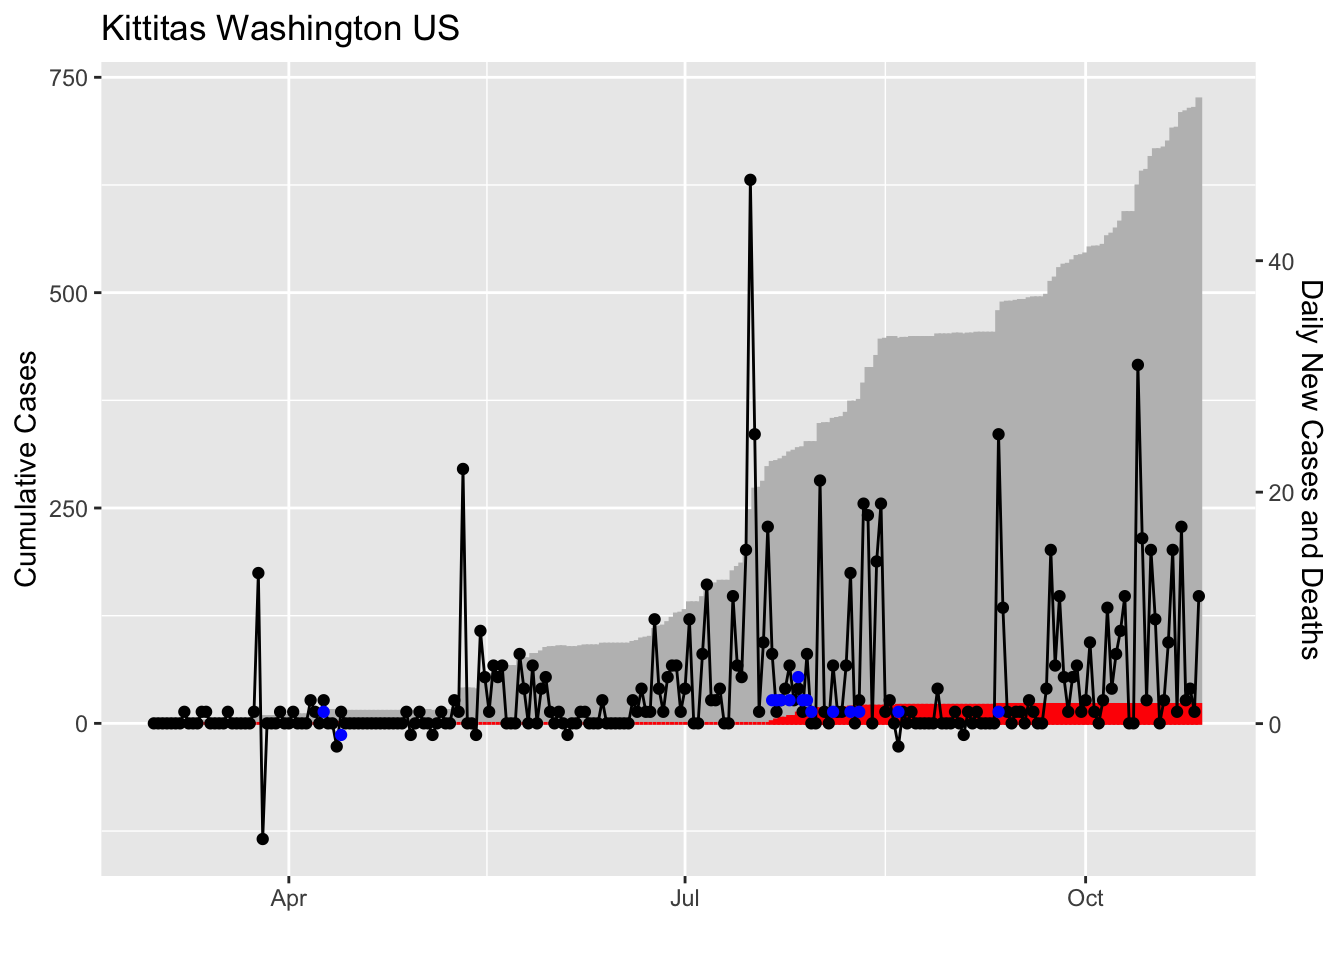 Kittitas Washington US
750
500
250
0
Cumulative Cases
40
20
0
Daily New Cases and Deaths
Apr
Jul
Oct